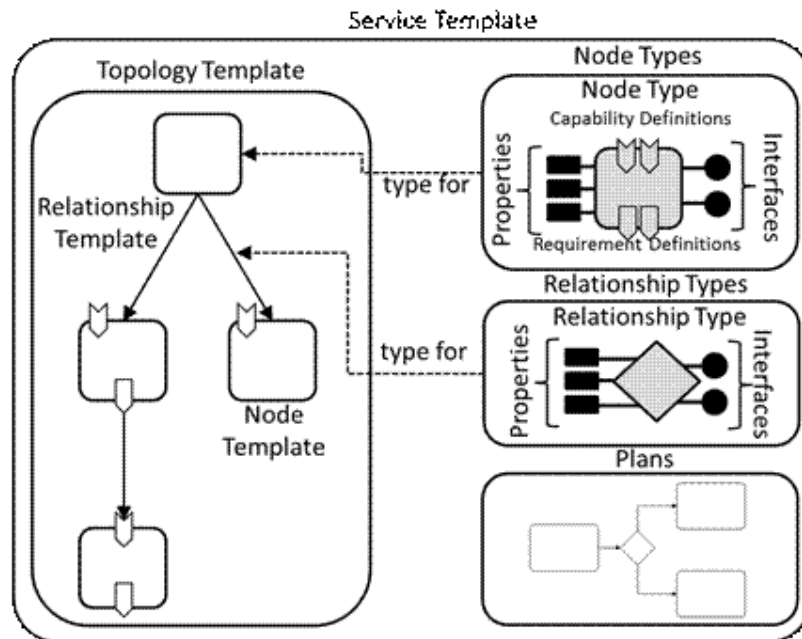 Service Template
Topology Template
Relationship
Template
Node
Template
type for
type for
Node Types
Node Type
Capability Definitions
Properties
Interfaces
Requirement Definitions
Relationship Types
Relationship Type
Properties
Interfaces
Plans